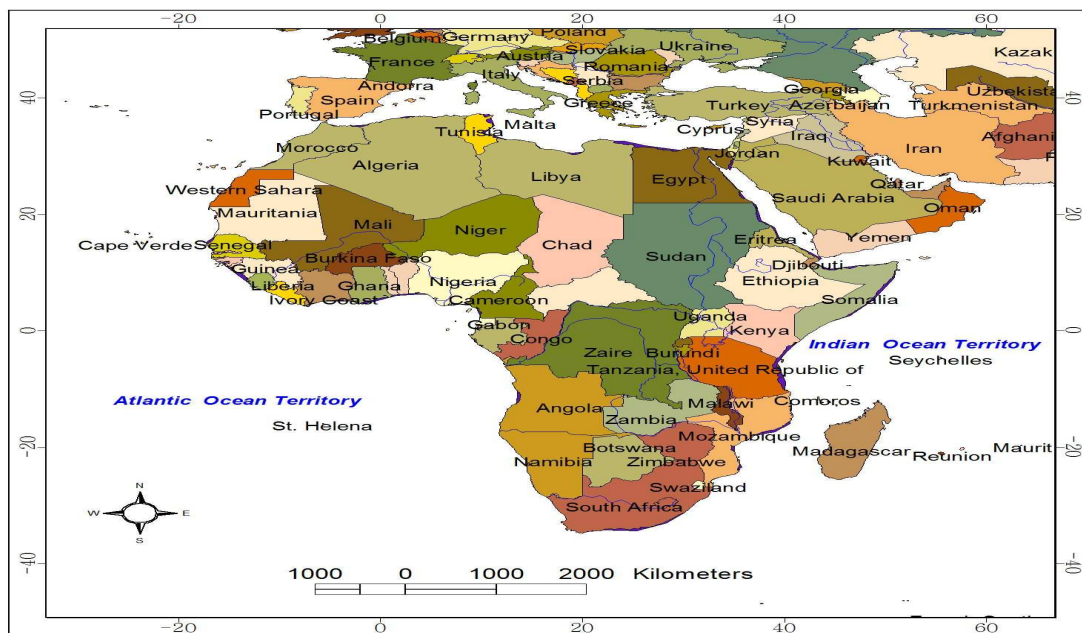 -20 0 20 40 60
Belgium Germany Poland
Slovakia Ukraine
France Austria Kazak
Romania
Italy
Andorra Serbia Georgia Uzbekista
40 Spain Greece Turkey Azerbaijan Turkmenistan 40
Portugal
Tunisia Malta Cyprus Syria
Morocco Iraq Iran Afghani
Algeria Jordan
Libya Egypt Kuwait
Western Sahara Qatar
Saudi Arabia
20 Mauritania Oman 20
Mali Niger
Cape Verde Senegal Chad Eritrea Yemen
Burkina Faso Sudan
Guinea Djibouti
Liberia Ghana Nigeria Ethiopia
Ivory Coast Cameroon Somalia
Gabon Uganda
0 Congo Kenya 0
Zaire Burundi Indian Ocean Territory
Tanzania, United Republic of Seychelles
Atlantic Ocean Territory Angola Malawi Comoros
St. Helena Zambia
Mozambique
-20 Botswana Madagascar Reunion Maurit -20
Namibia Zimbabwe
Swaziland
N
South Africa
W E
S
-40 1000 0 1000 2000 Kilometers -40
-20 0 20 40 60